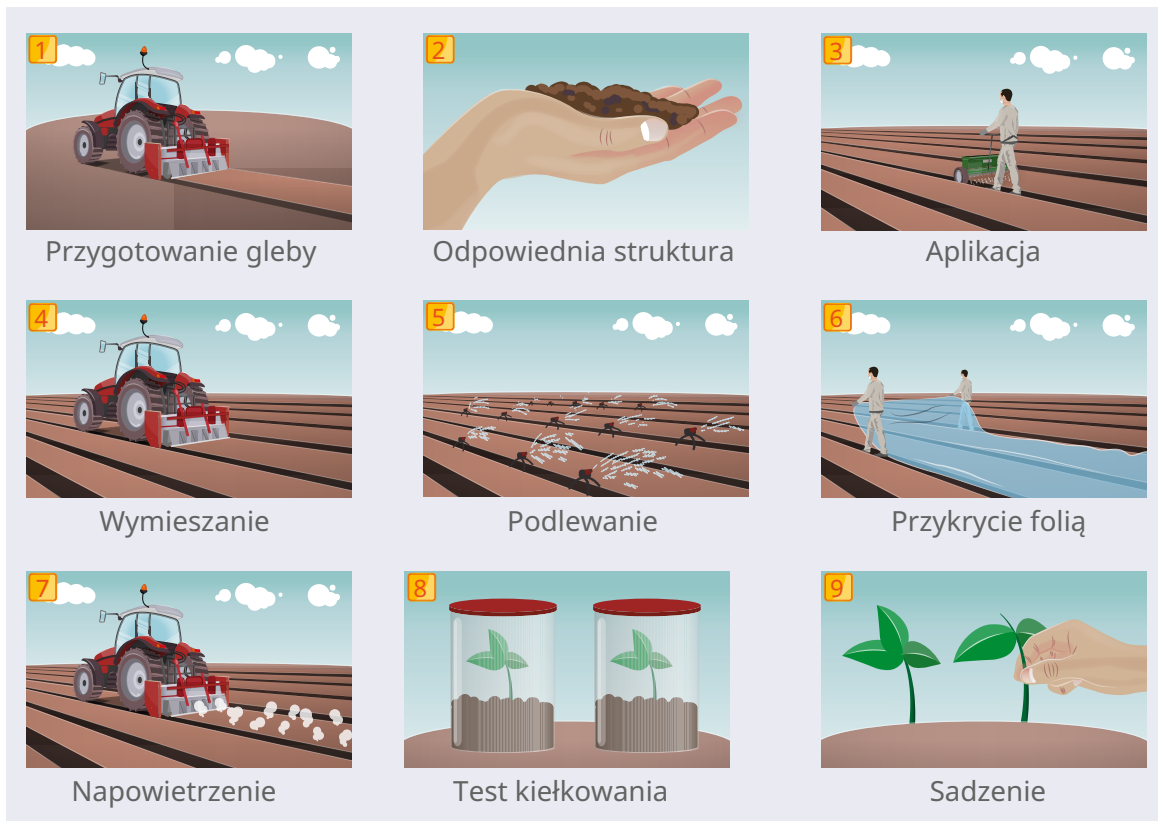 1
Przygotowanie gleby
2
Odpowiednia struktura
3
Aplikacja
4
Wymieszanie
5
Podlewanie
6
Przykrycie folią
7
Napowietrzenie
8
Test kiełkowania
9
Sadzenie